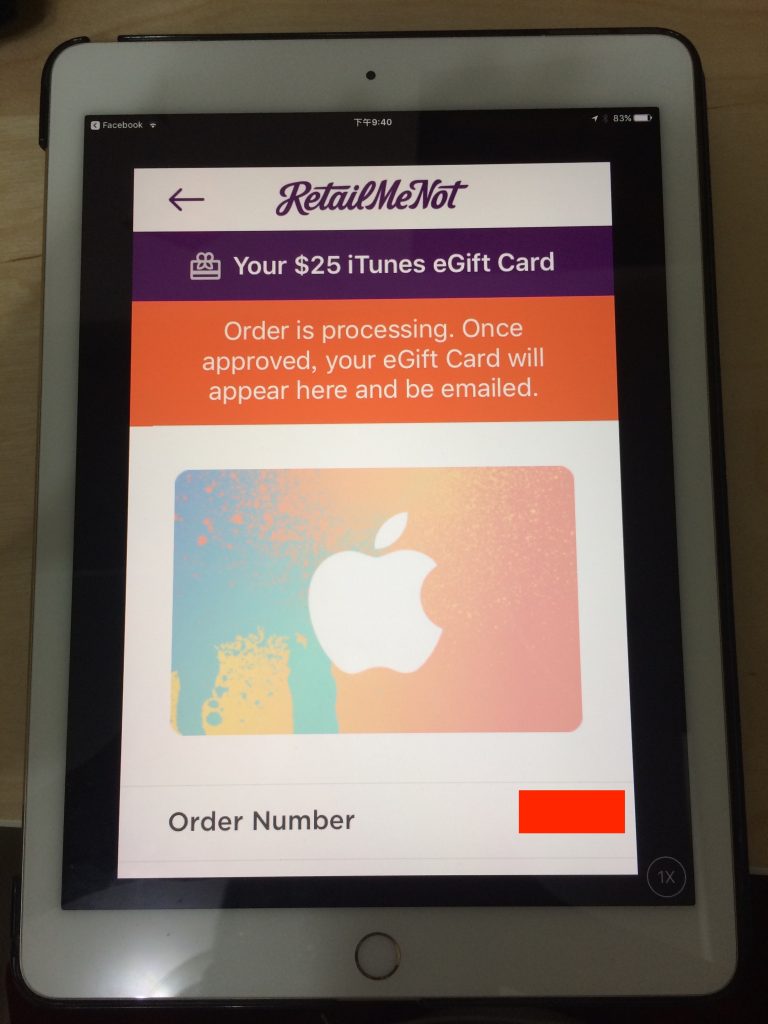 Facebook
下午9:40
83%
RetailMeNot
Your $25 iTunes eGift Card
Order is processing. Once
approved, your eGift Card will
appear here and be emailed.
Order Number
1X